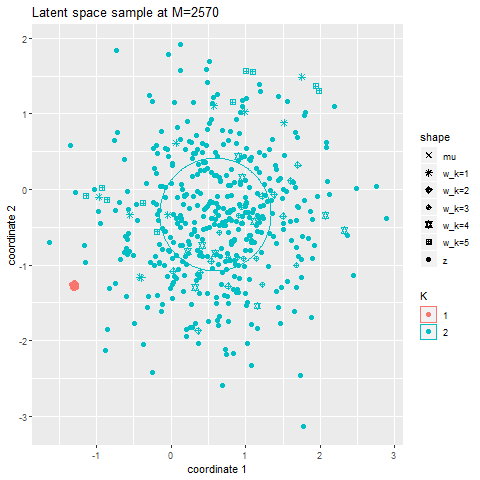 Latent space sample at M=2570
2
1
0
-1
-2
-3
coordinate 2
-1
0
1
2
3
coordinate 1
shape
mu
w_k=1
w_k=2
w_k=3
w_k=4
w_k=5
z
K
1
2